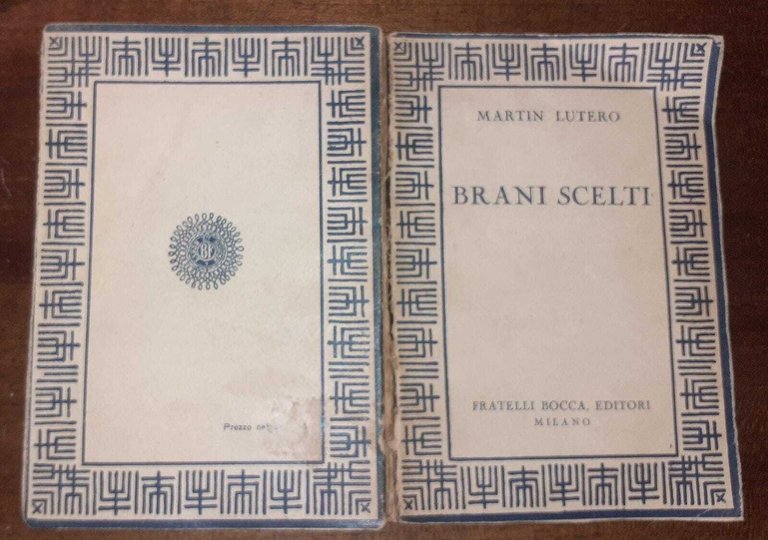 Prezzo
MARTIN LUTERO
BRANI SCELTI
FRATELLI BOCCA, EDITORI
MILANO